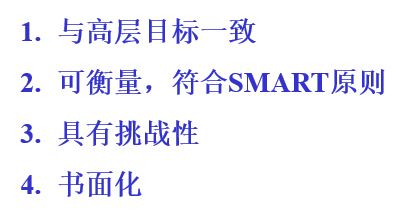 1. 与高层目标一致
2. 可衡量，符合SMART原则
3. 具有挑战性
4. 书面化